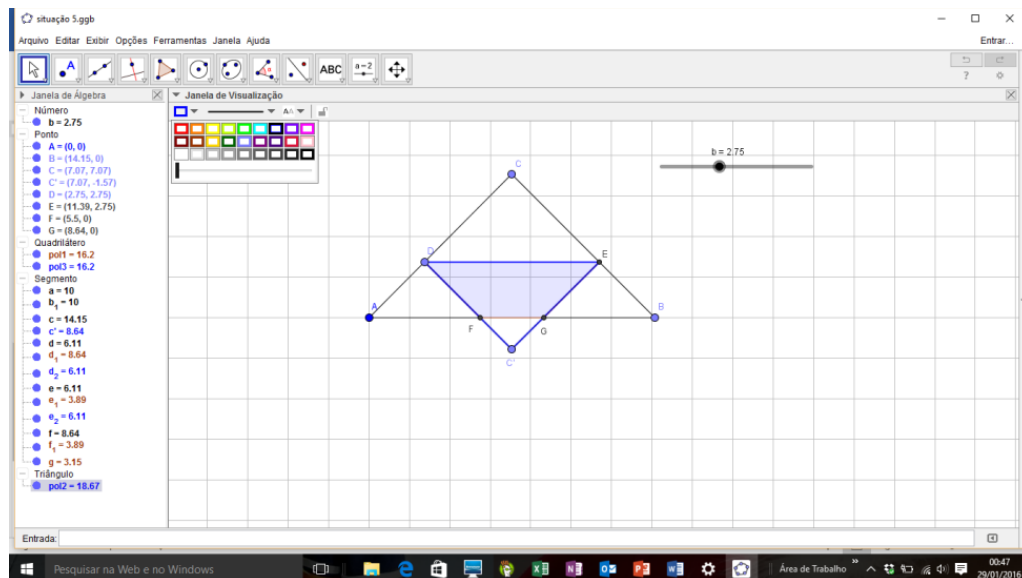 situação 5.ggb
Arquivo Editar Exibir Opções Ferramentas Janela Ajuda
Entrar...
A
ABC
a=2
?
Janela de Álgebra
Janela de Visualização
Número
b = 2.75
Ponto
A = (0, 0)
B = (14.15, 0)
C = (7.07, 7.07)
C' = (7.07, -1.57)
D = (2.75, 2.75)
E = (11.39, 2.75)
F = (5.5, 0)
G = (8.64, 0)
Quadrilátero
pol1 = 16.2
pol3 = 16.2
Segmento
a = 10
b₁ = 10
c = 14.15
c' = 8.64
d = 6.11
d₁ = 8.64
d₂ = 6.11
e = 6.11
e₁ = 3.89
e₂ = 6.11
f = 8.64
f₁ = 3.89
g = 3.15
Triângulo
pol2 = 18.67
b = 2.75
C
D
E
A
B
F
G
C'
Entrada:
Pesquisar na Web e no Windows
Área de Trabalho
00:47
29/01/2016